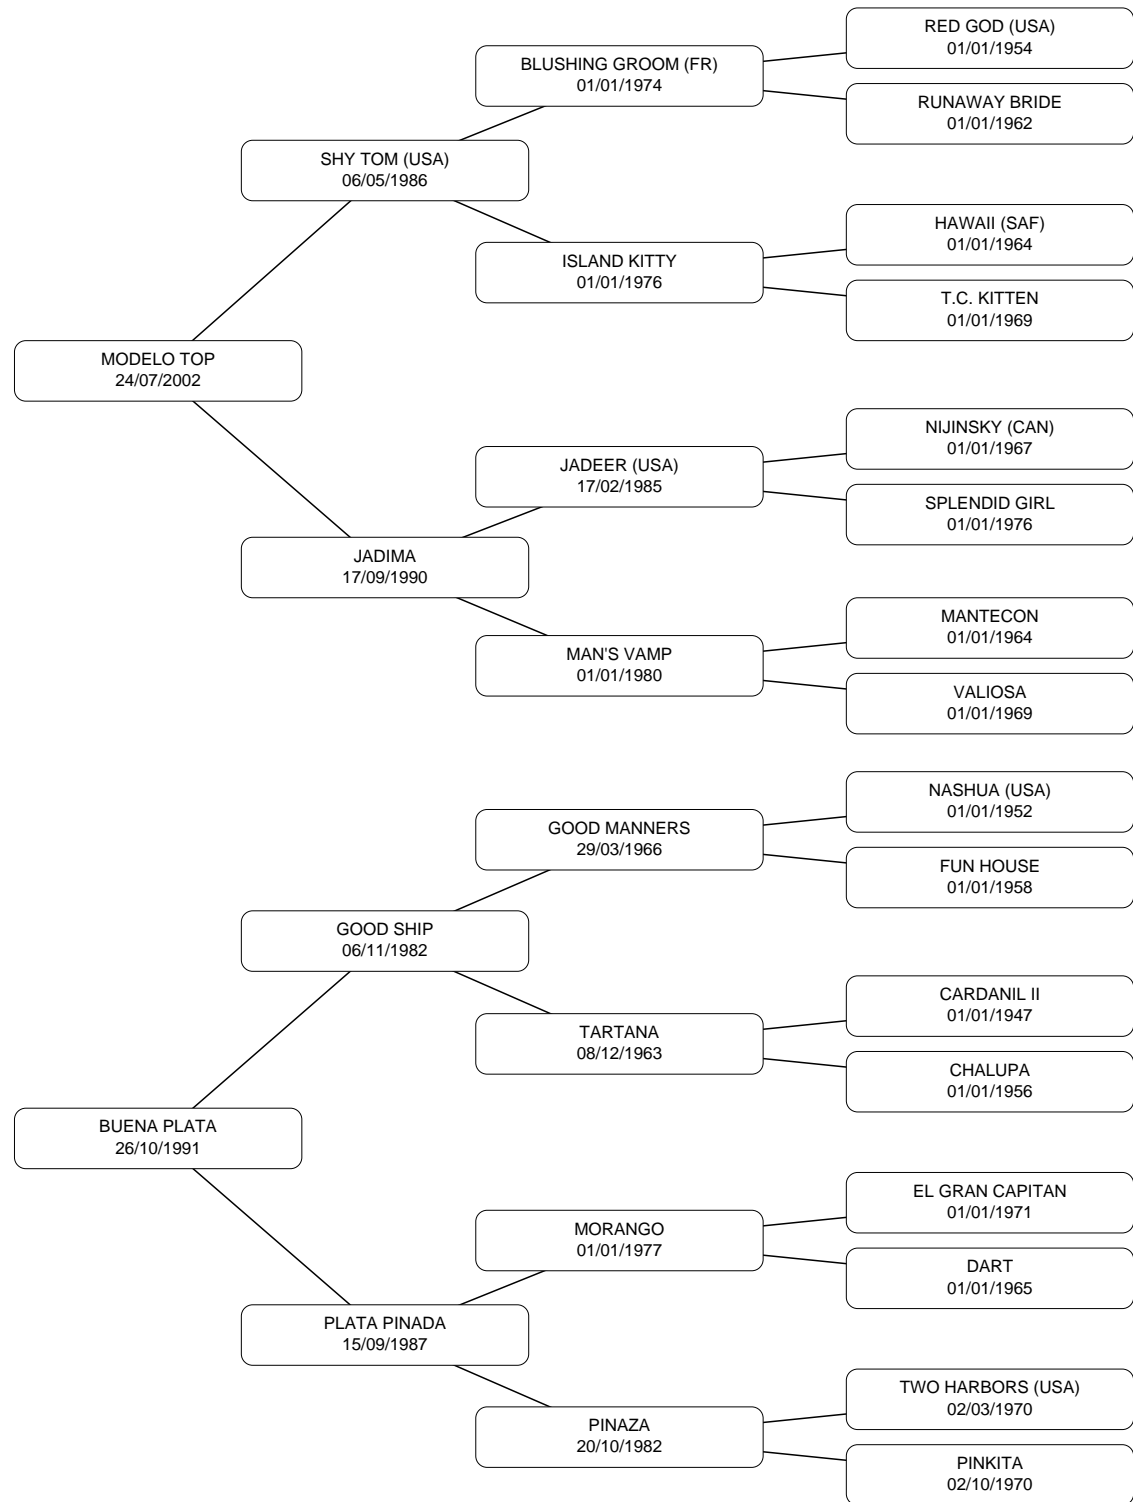 RED GOD (USA)
01/01/1954
BLUSHING GROOM (FR)
01/01/1974
RUNAWAY BRIDE
01/01/1962
SHY TOM (USA)
06/05/1986
HAWAII (SAF)
01/01/1964
ISLAND KITTY
01/01/1976
T.C. KITTEN
01/01/1969
MODELO TOP
24/07/2002
NIJINSKY (CAN)
01/01/1967
JADEER (USA)
17/02/1985
SPLENDID GIRL
01/01/1976
JADIMA
17/09/1990
MANTECON
01/01/1964
MAN'S VAMP
01/01/1980
VALIOSA
01/01/1969
NASHUA (USA)
01/01/1952
GOOD MANNERS
29/03/1966
FUN HOUSE
01/01/1958
GOOD SHIP
06/11/1982
CARDANIL II
01/01/1947
TARTANA
08/12/1963
CHALUPA
01/01/1956
BUENA PLATA
26/10/1991
EL GRAN CAPITAN
01/01/1971
MORANGO
01/01/1977
DART
01/01/1965
PLATA PINADA
15/09/1987
TWO HARBORS (USA)
02/03/1970
PINAZA
20/10/1982
PINKITA
02/10/1970